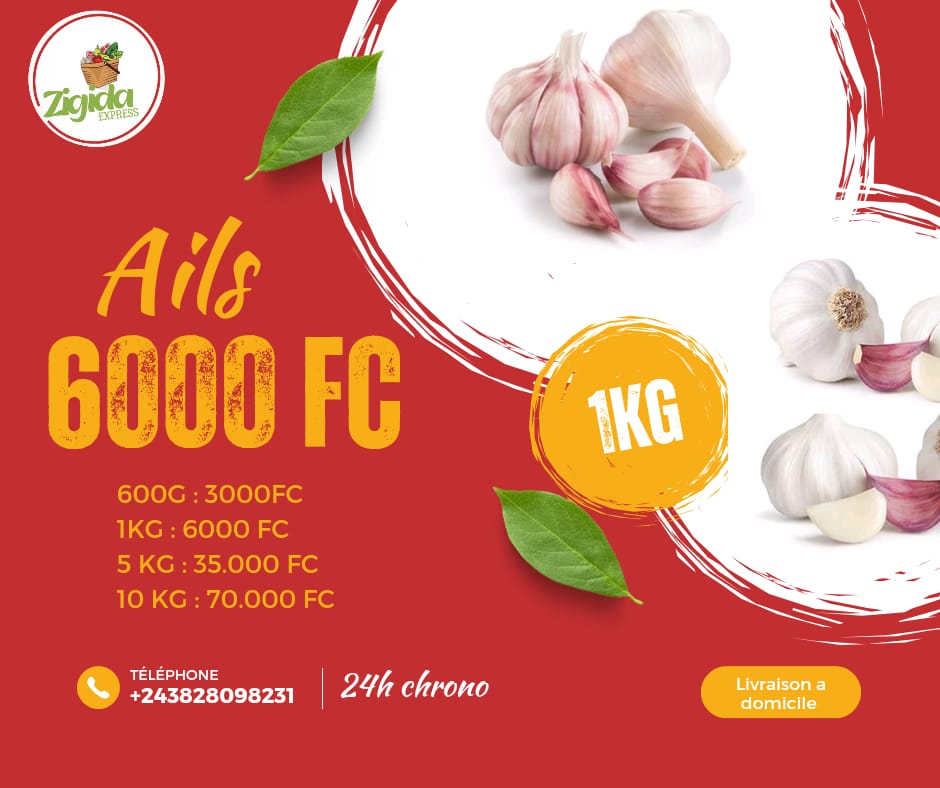 Zigida
EXPRESS
Ails
6000 FC
1KG
600G : 3000FC
1KG : 6000 FC
5 KG : 35.000 FC
10 KG : 70.000 FC
TÉLÉPHONE
+243828098231
24h chrono
Livraison a
domicile